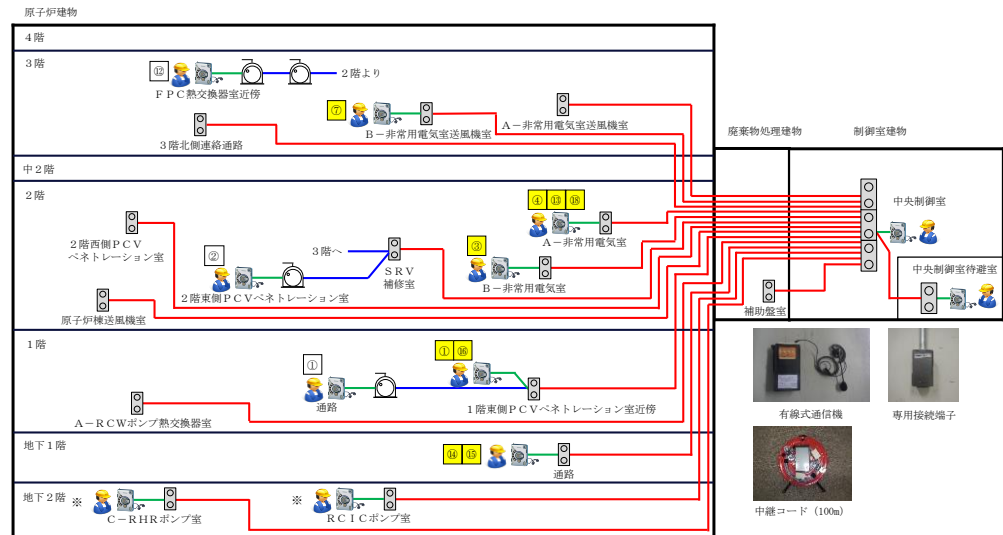 原子炉建物
4階
3階
⑫
2階より
FPC熱交換器室近傍
⑦
B-非常用電気室送風機室
A-非常用電気室送風機室
3階北側連絡通路
廃棄物処理建物
制御室建物
中2階
2階
④ ⑬ ⑱
中央制御室
A-非常用電気室
2階西側PCV
ペネトレーション室
3階へ
③
②
SRV
補修室
B-非常用電気室
中央制御室待避室
2階東側PCVペネトレーション室
原子炉棟送風機室
補助盤室
1階
① ⑯
①
通路
1階東側PCVペネトレーション室近傍
A-RCWポンプ熱交換器室
有線式通信機
専用接続端子
地下1階
⑭ ⑮
通路
地下2階
※
※
C-RHRポンプ室
RCICポンプ室
中継コード(100m)